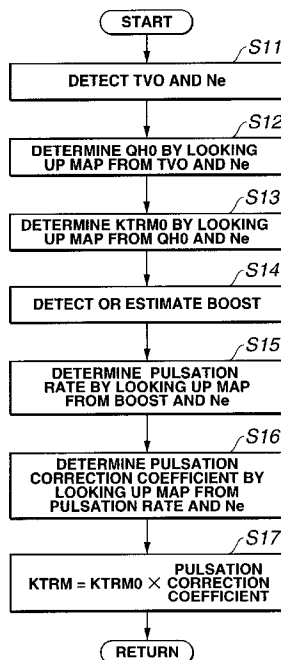 START
S11
DETECT TVO AND Ne
S12
DETERMINE QH0 BY LOOKING
UP MAP FROM TVO AND Ne
S13
DETERMINE KTRM0 BY LOOKING
UP MAP FROM QH0 AND Ne
S14
DETECT OR ESTIMATE BOOST
S15
DETERMINE PULSATION
RATE BY LOOKING UP MAP
FROM BOOST AND Ne
S16
DETERMINE PULSATION
CORRECTION COEFFICIENT BY
LOOKING UP MAP FROM
PULSATION RATE AND Ne
S17
KTRM = KTRM0 × PULSATION
CORRECTION
COEFFICIENT
RETURN